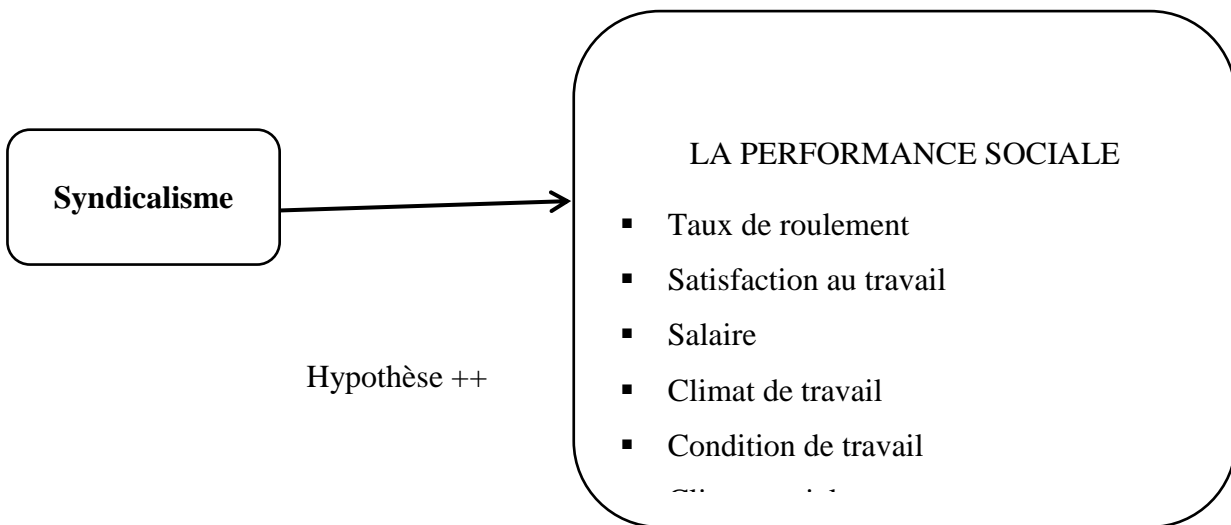 LA PERFORMANCE SOCIALE
Syndicalisme
▪ Taux de roulement
▪ Satisfaction au travail
▪ Salaire
Hypothèse ++
▪ Climat de travail
▪ Condition de travail